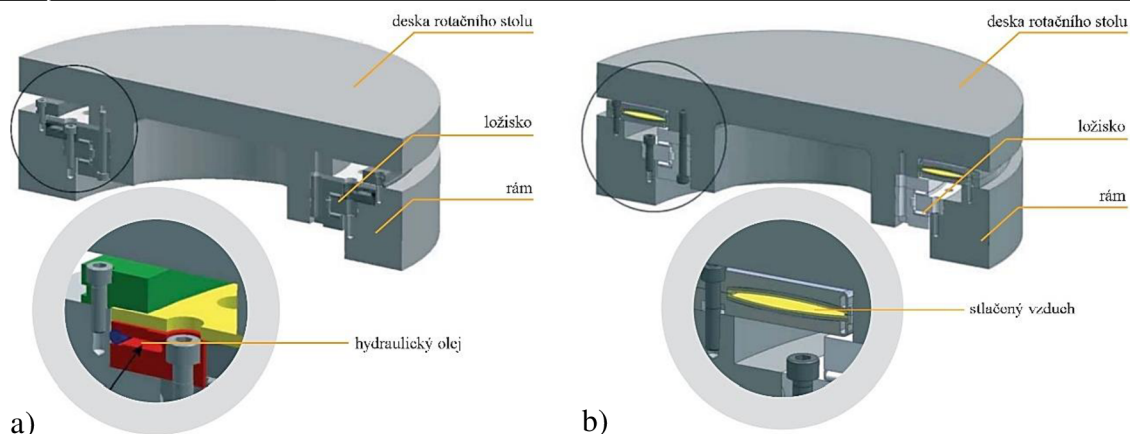 deska rotačního stolu
ložisko
rám
hydraulický olej
a)
deska rotačního stolu
ložisko
rám
stlačený vzduch
b)